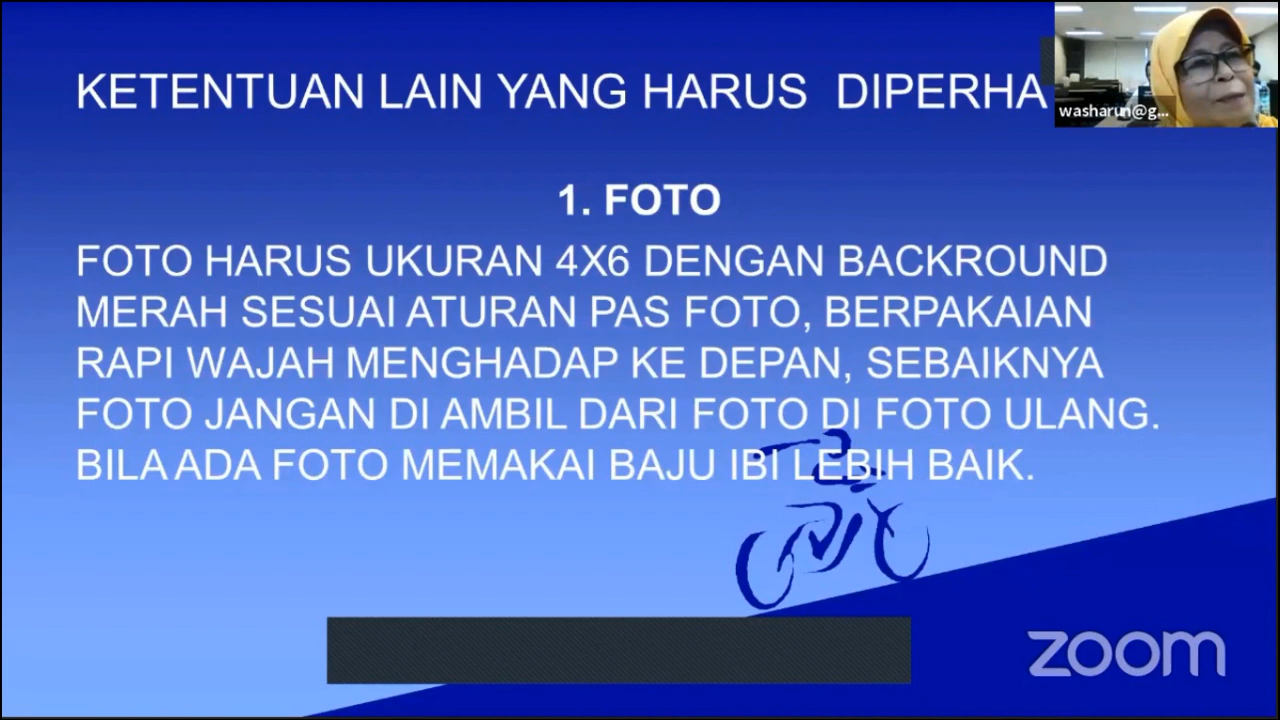 KETENTUAN LAIN YANG HARUS DIPERHA
washarun@g...
1. FOTO
FOTO HARUS UKURAN 4X6 DENGAN BACKROUND
MERAH SESUAI ATURAN PAS FOTO, BERPAKAIAN
RAPI WAJAH MENGHADAP KE DEPAN, SEBAIKNYA
FOTO JANGAN DI AMBIL DARI FOTO DI FOTO ULANG.
BILA ADA FOTO MEMAKAI BAJU IBI LEBIH BAIK.
zoom